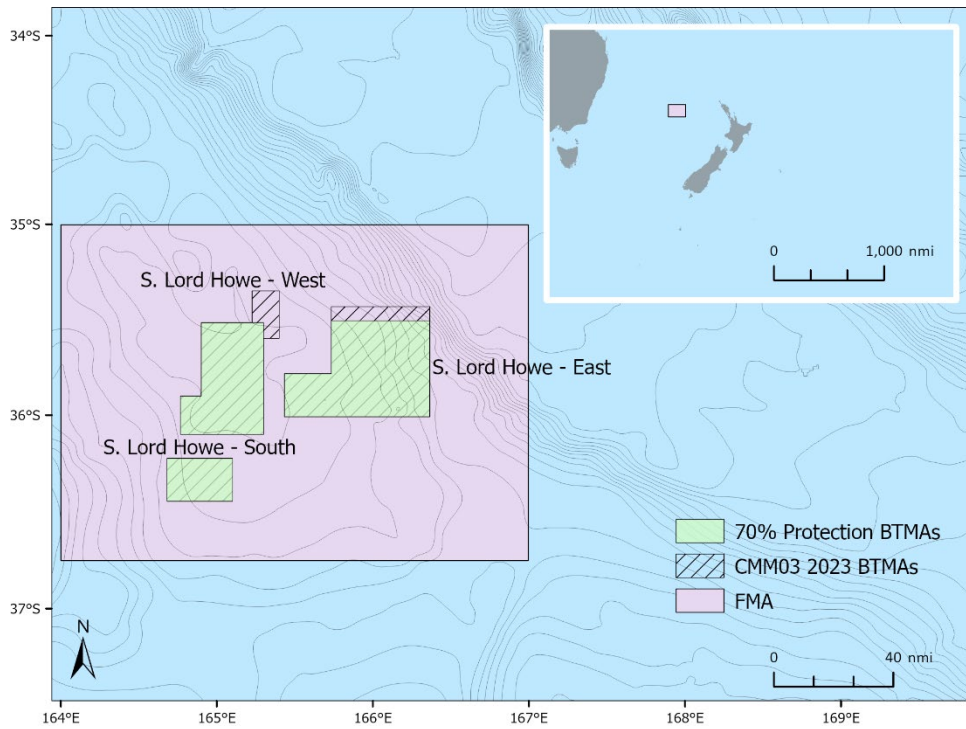 34°S
35°S
36°S
37°S
0 1,000 nmi
S. Lord Howe - West
S. Lord Howe - East
S. Lord Howe - South
70% Protection BTMAs
CMM03 2023 BTMAs
FMA
N
0 40 nmi
164°E 165°E 166°E 167°E 168°E 169°E